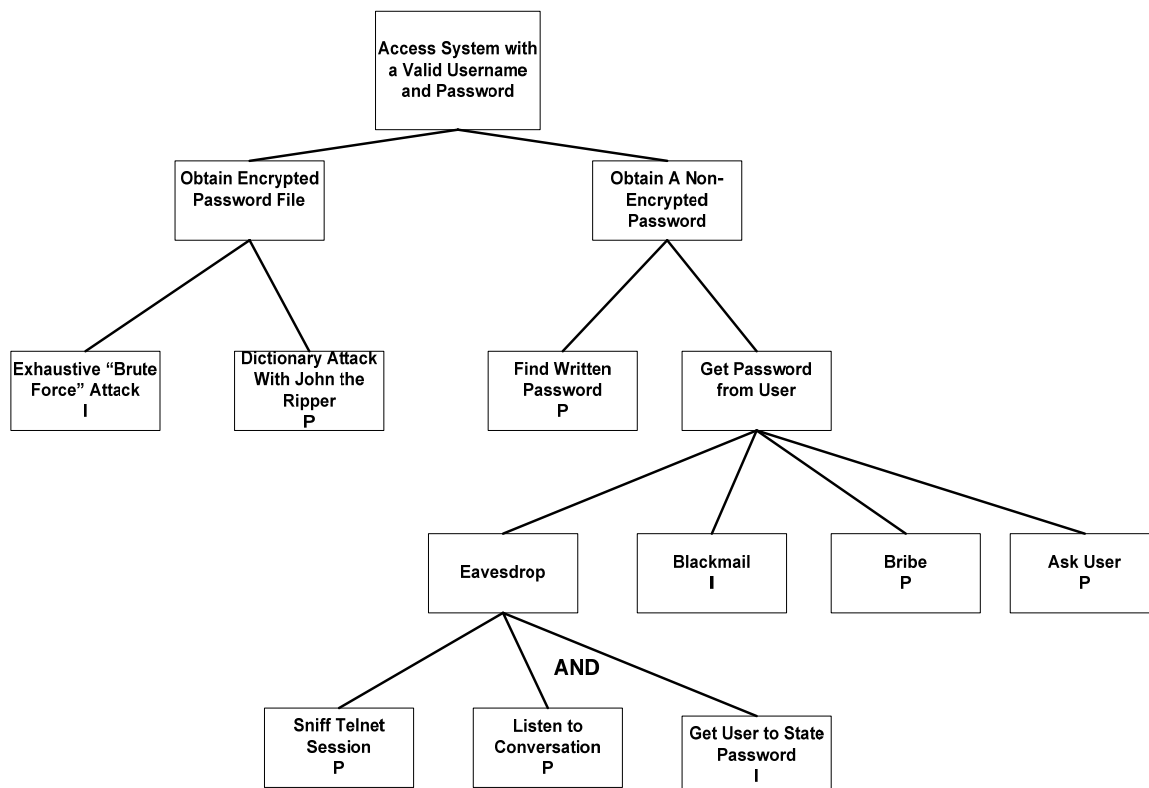 Access System with
a Valid Username
and Password
Obtain Encrypted
Password File
Obtain A Non-
Encrypted
Password
Exhaustive “Brute
Force” Attack
I
Dictionary Attack
With John the
Ripper
P
Find Written
Password
P
Get Password
from User
Eavesdrop
Blackmail
I
Bribe
P
Ask User
P
AND
Sniff Telnet
Session
P
Listen to
Conversation
P
Get User to State
Password
I